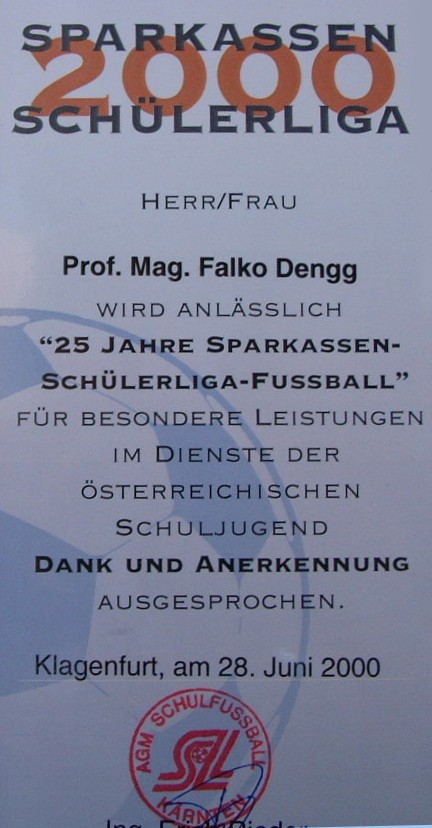 SPARKASSEN
2000
SCHÜLERLIGA
HERR/FRAU
Prof. Mag. Falko Dengg
WIRD ANLÄSSLICH
“25 JAHRE SPARKASSEN-
SCHÜLERLIGA-FUSSBALL”
FÜR BESONDERE LEISTUNGEN
IM DIENSTE DER
ÖSTERREICHISCHEN
SCHULJUGEND
DANK UND ANERKENNUNG
AUSGESPROCHEN.
Klagenfurt, am 28. Juni 2000
AGM SCHULFUSSBALL
SL
KÄRNTEN
Ing.